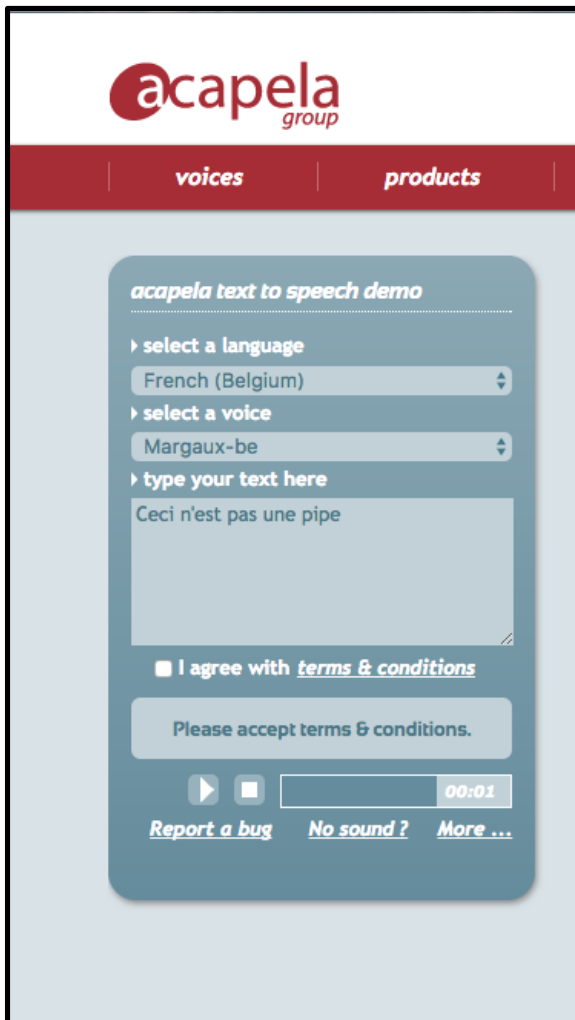 acapela
group
voices products
acapela text to speech demo
select a language
French (Belgium)
select a voice
Margaux-be
type your text here
Ceci n'est pas une pipe
I agree with terms & conditions
Please accept terms & conditions.
00:01
Report a bug No sound ? More ...